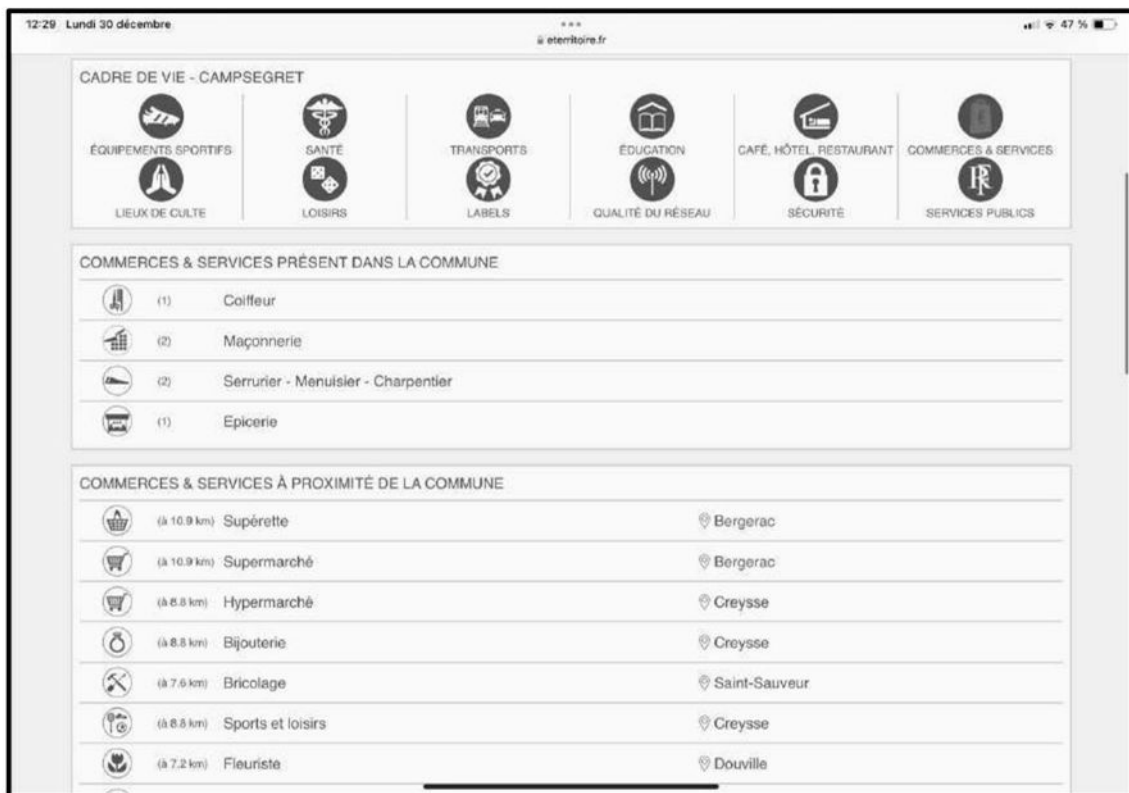 12:29 Lundi 30 décembre
47 %
eterritoire.fr
CADRE DE VIE - CAMPSEGRET
ÉQUIPEMENTS SPORTIFS SANTÉ TRANSPORTS ÉDUCATION CAFÉ, HÔTEL, RESTAURANT COMMERCES & SERVICES
LIEUX DE CULTE LOISIRS LABELS QUALITÉ DU RÉSEAU SÉCURITÉ SERVICES PUBLICS
COMMERCES & SERVICES PRÉSENT DANS LA COMMUNE
(1) Coiffeur
(2) Maçonnerie
(2) Serrurier - Menuisier - Charpentier
(1) Epicerie
COMMERCES & SERVICES À PROXIMITÉ DE LA COMMUNE
(à 10.9 km) Supérette Bergerac
(à 10.9 km) Supermarché Bergerac
(à 8.8 km) Hypermarché Creysse
(à 8.8 km) Bijouterie Creysse
(à 7.6 km) Bricolage Saint-Sauveur
(à 8.8 km) Sports et loisirs Creysse
(à 7.2 km) Fleuriste Douville